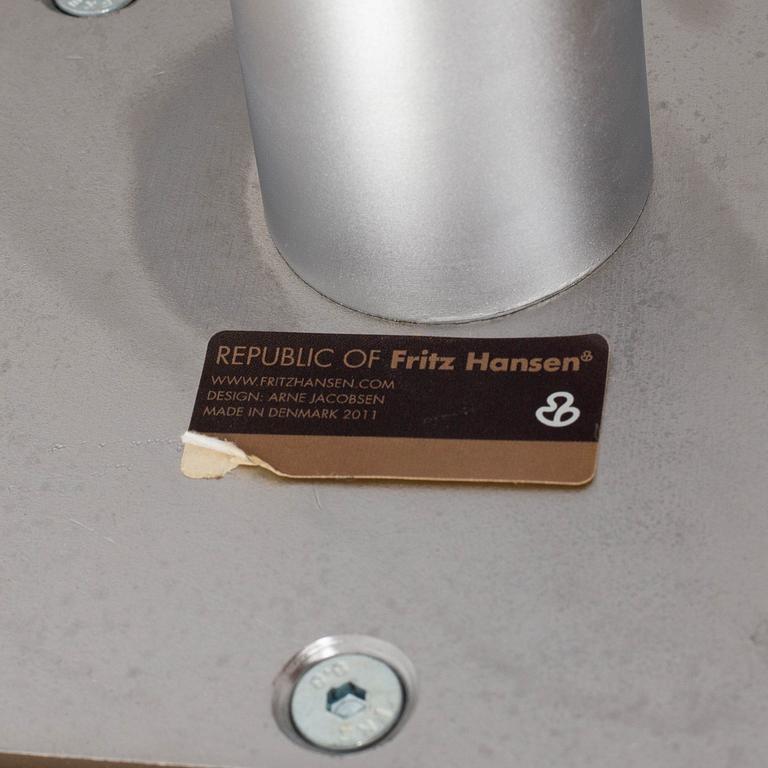 REPUBLIC OF Fritz Hansen
WWW.FRITZHANSEN.COM
DESIGN: ARNE JACOBSEN
MADE IN DENMARK 2011